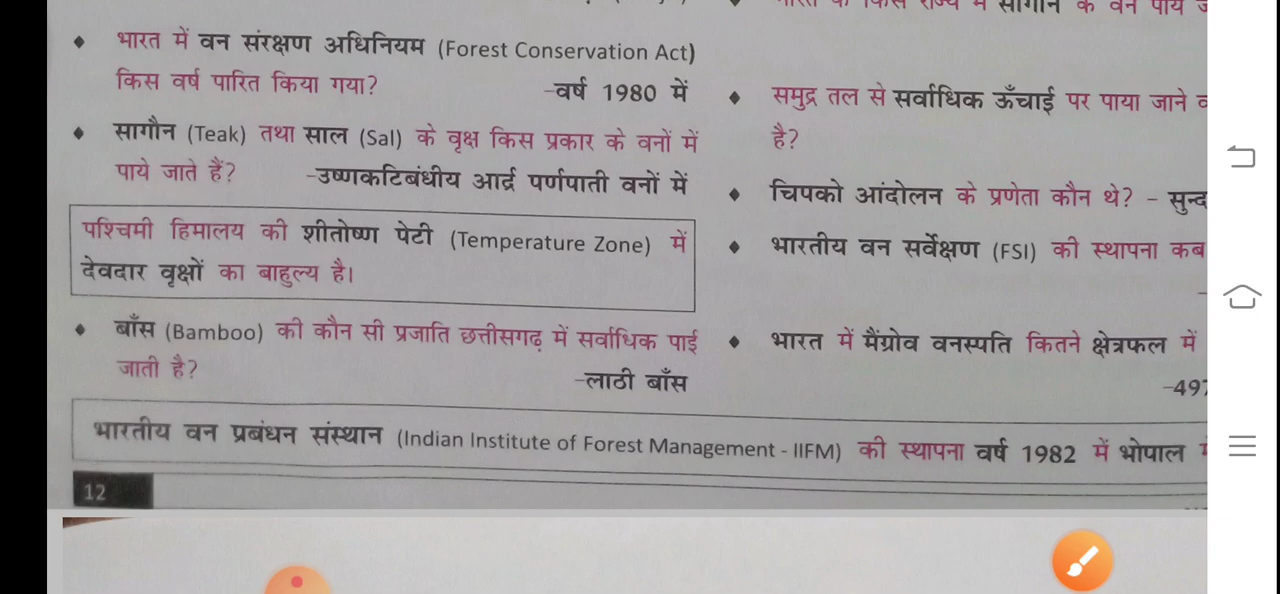 भारत में वन संरक्षण अधिनियम (Forest Conservation Act)
किस वर्ष पारित किया गया? -वर्ष 1980 में
सागौन (Teak) तथा साल (Sal) के वृक्ष किस प्रकार के वनों में
पाये जाते हैं? -उष्णकटिबंधीय आर्द्र पर्णपाती वनों में
पश्चिमी हिमालय की शीतोष्ण पेटी (Temperature Zone) में
देवदार वृक्षों का बाहुल्य है।
बाँस (Bamboo) की कौन सी प्रजाति छत्तीसगढ़ में सर्वाधिक पाई
जाती है? -लाठी बाँस
सागौन के वन पाये
समुद्र तल से सर्वाधिक ऊँचाई पर पाया जाने
है?
चिपको आंदोलन के प्रणेता कौन थे? -
भारतीय वन सर्वेक्षण (FSI) की स्थापना कब
भारत में मैंग्रोव वनस्पति कितने क्षेत्रफल में
-497
भारतीय वन प्रबंधन संस्थान (Indian Institute of Forest Management - IIFM) की स्थापना वर्ष 1982 में भोपाल
12